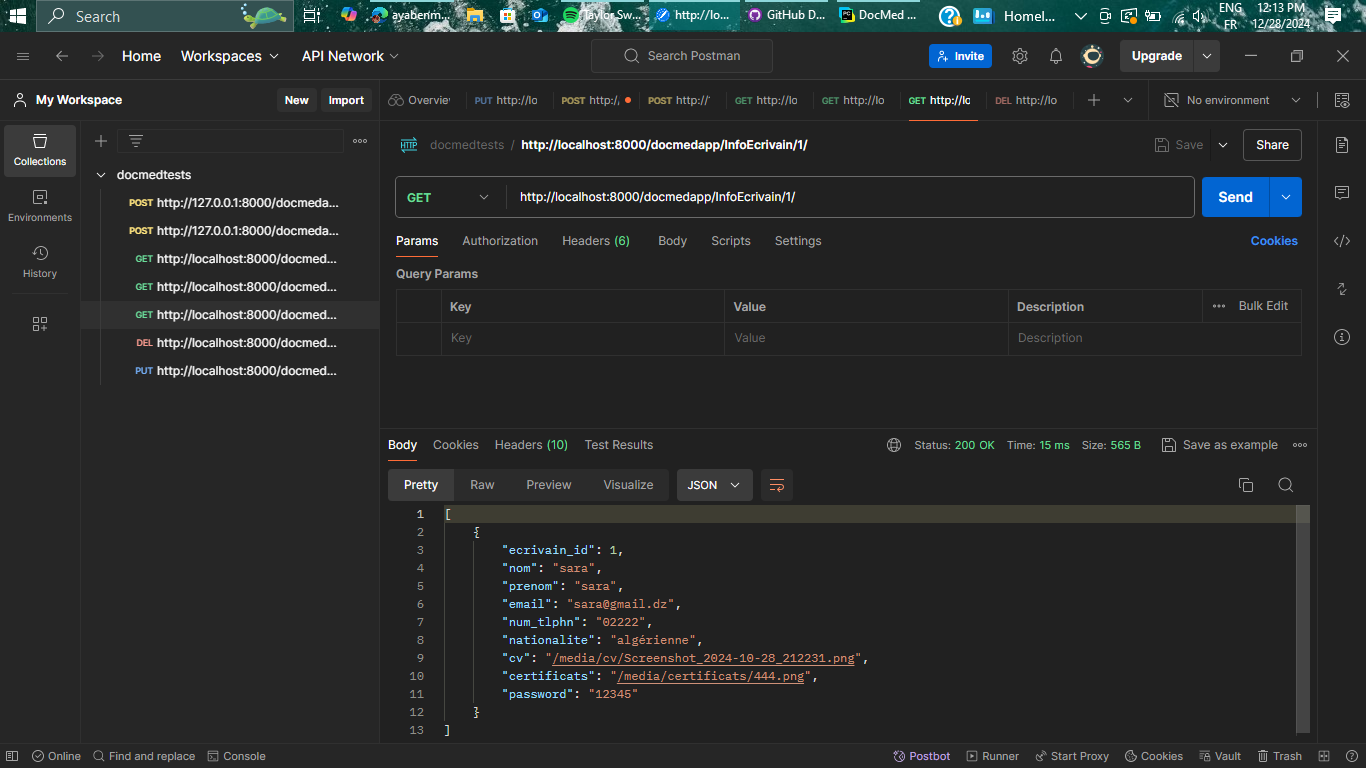 Search
ayaberim...
Taylor Sw...
http://lo...
GitHub D...
DocMed ...
Homel...
ENG
FR
12:13 PM
12/28/2024
Home
Workspaces
API Network
Search Postman
Invite
Upgrade
My Workspace
New
Import
Overviev
PUT http://lo
POST http:/,
POST http://'
GET http://lo
GET http://lo
GET http://lo
DEL http://lo
No environment
Collections
Environments
History
docmedtests
POST http://127.0.0.1:8000/docmeda...
POST http://127.0.0.1:8000/docmeda...
GET http://localhost:8000/docmed...
GET http://localhost:8000/docmed...
GET http://localhost:8000/docmed...
DEL http://localhost:8000/docmed...
PUT http://localhost:8000/docmed...
HTTP
docmedtests / http://localhost:8000/docmedapp/InfoEcrivain/1/
Save
Share
GET
http://localhost:8000/docmedapp/InfoEcrivain/1/
Send
Params
Authorization
Headers (6)
Body
Scripts
Settings
Cookies
Query Params
Key
Value
Description
Bulk Edit
Key
Value
Description
Body
Cookies
Headers (10)
Test Results
Status: 200 OK
Time: 15 ms
Size: 565 B
Save as example
Pretty
Raw
Preview
Visualize
JSON
1 [
2 {
3 "ecrivain_id": 1,
4 "nom": "sara",
5 "prenom": "sara",
6 "email": "sara@gmail.dz",
7 "num_tlphn": "02222",
8 "nationalite": "algérienne",
9 "cv": "/media/cv/Screenshot_2024-10-28_212231.png",
10 "certificats": "/media/certificats/444.png",
11 "password": "12345"
12 }
13 ]
Online
Find and replace
Console
Postbot
Runner
Start Proxy
Cookies
Vault
Trash